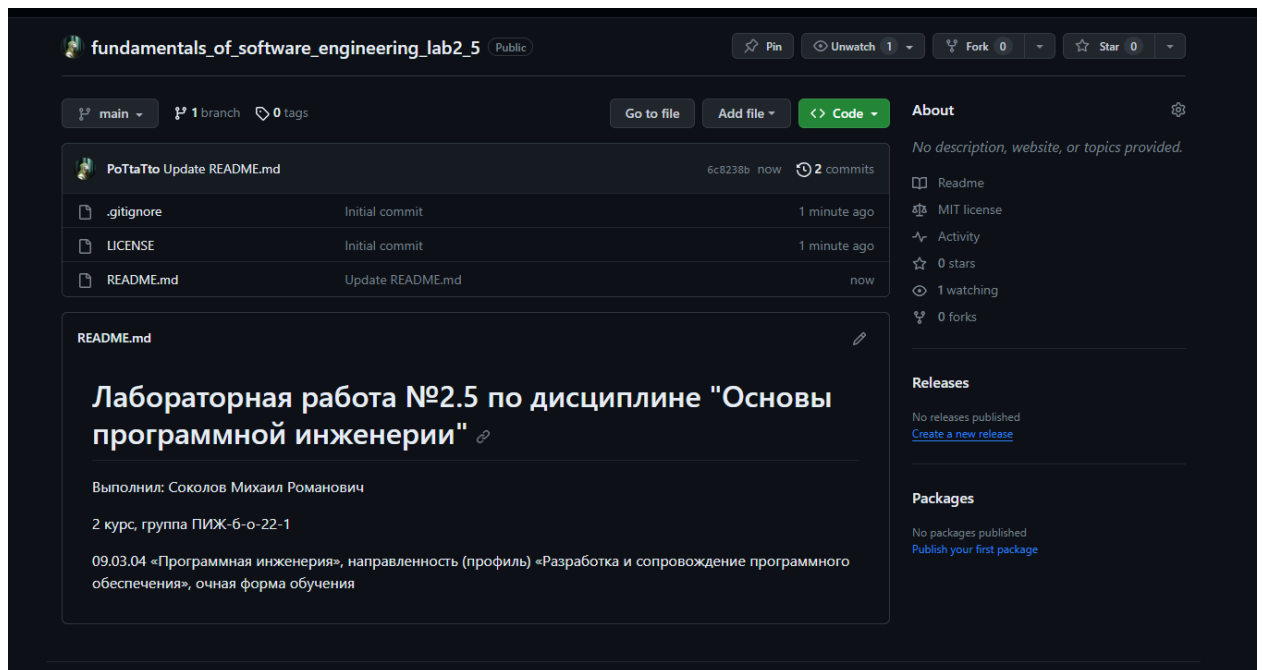 fundamentals_of_software_engineering_lab2_5 Public Pin Unwatch 1 Fork 0 Star 0
main 1 branch 0 tags Go to file Add file Code
PoTtaTto Update README.md 6c8238b now 2 commits
.gitignore Initial commit 1 minute ago
LICENSE Initial commit 1 minute ago
README.md Update README.md now
README.md
Лабораторная работа №2.5 по дисциплине "Основы
программной инженерии"
Выполнил: Соколов Михаил Романович
2 курс, группа ПИЖ-б-о-22-1
09.03.04 «Программная инженерия», направленность (профиль) «Разработка и сопровождение программного
обеспечения», очная форма обучения
About
No description, website, or topics provided.
Readme
MIT license
Activity
0 stars
1 watching
0 forks
Releases
No releases published
Create a new release
Packages
No packages published
Publish your first package